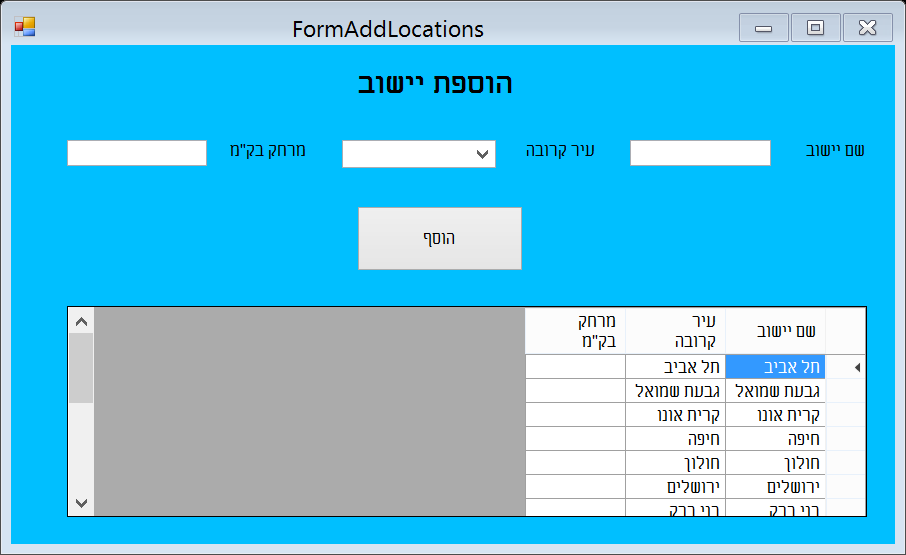 FormAddLocations
הוספת יישוב
שם יישוב
עיר קרובה
מרחק בק"מ
הוסף
שם יישוב עיר קרובה מרחק בק"מ
תל אביב תל אביב
גבעת שמואל גבעת שמואל
קרית אונו קרית אונו
חיפה חיפה
חולון חולון
ירושלים ירושלים
בני ברק בני ברק